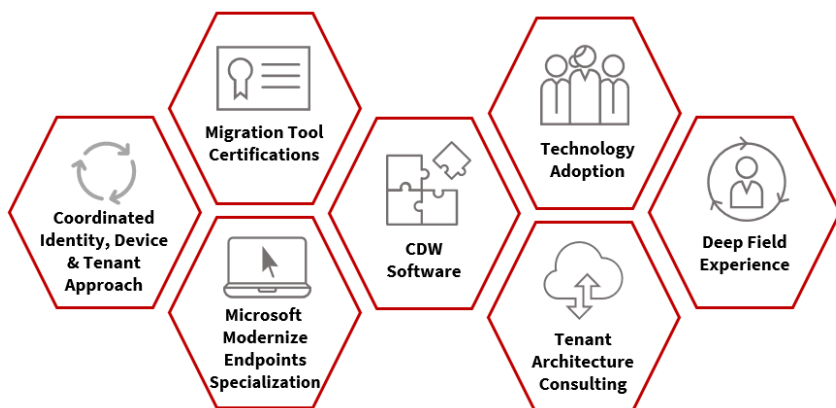 Coordinated
Identity, Device
& Tenant
Approach
Migration Tool
Certifications
Microsoft
Modernize
Endpoints
Specialization
CDW
Software
Technology
Adoption
Tenant
Architecture
Consulting
Deep Field
Experience